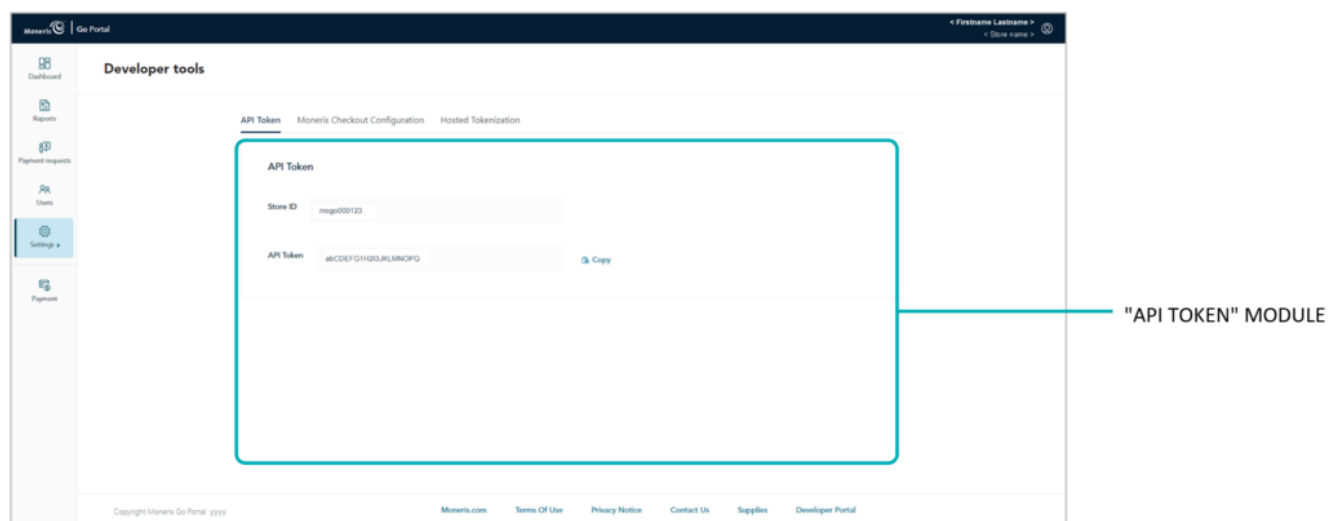 Moneris Go Portal
< Firstname Lastname >
< Store name >
Dashboard
Reports
Payment requests
Users
Settings
Payment
Developer tools
API Token Moneris Checkout Configuration Hosted Tokenization
API Token
Store ID mogo000123
API Token abCDEFG1H2I3JKLMNOPQ Copy
"API TOKEN" MODULE
Copyright Moneris Go Portal yyyy
Moneris.com Terms Of Use Privacy Notice Contact Us Supplies Developer Portal